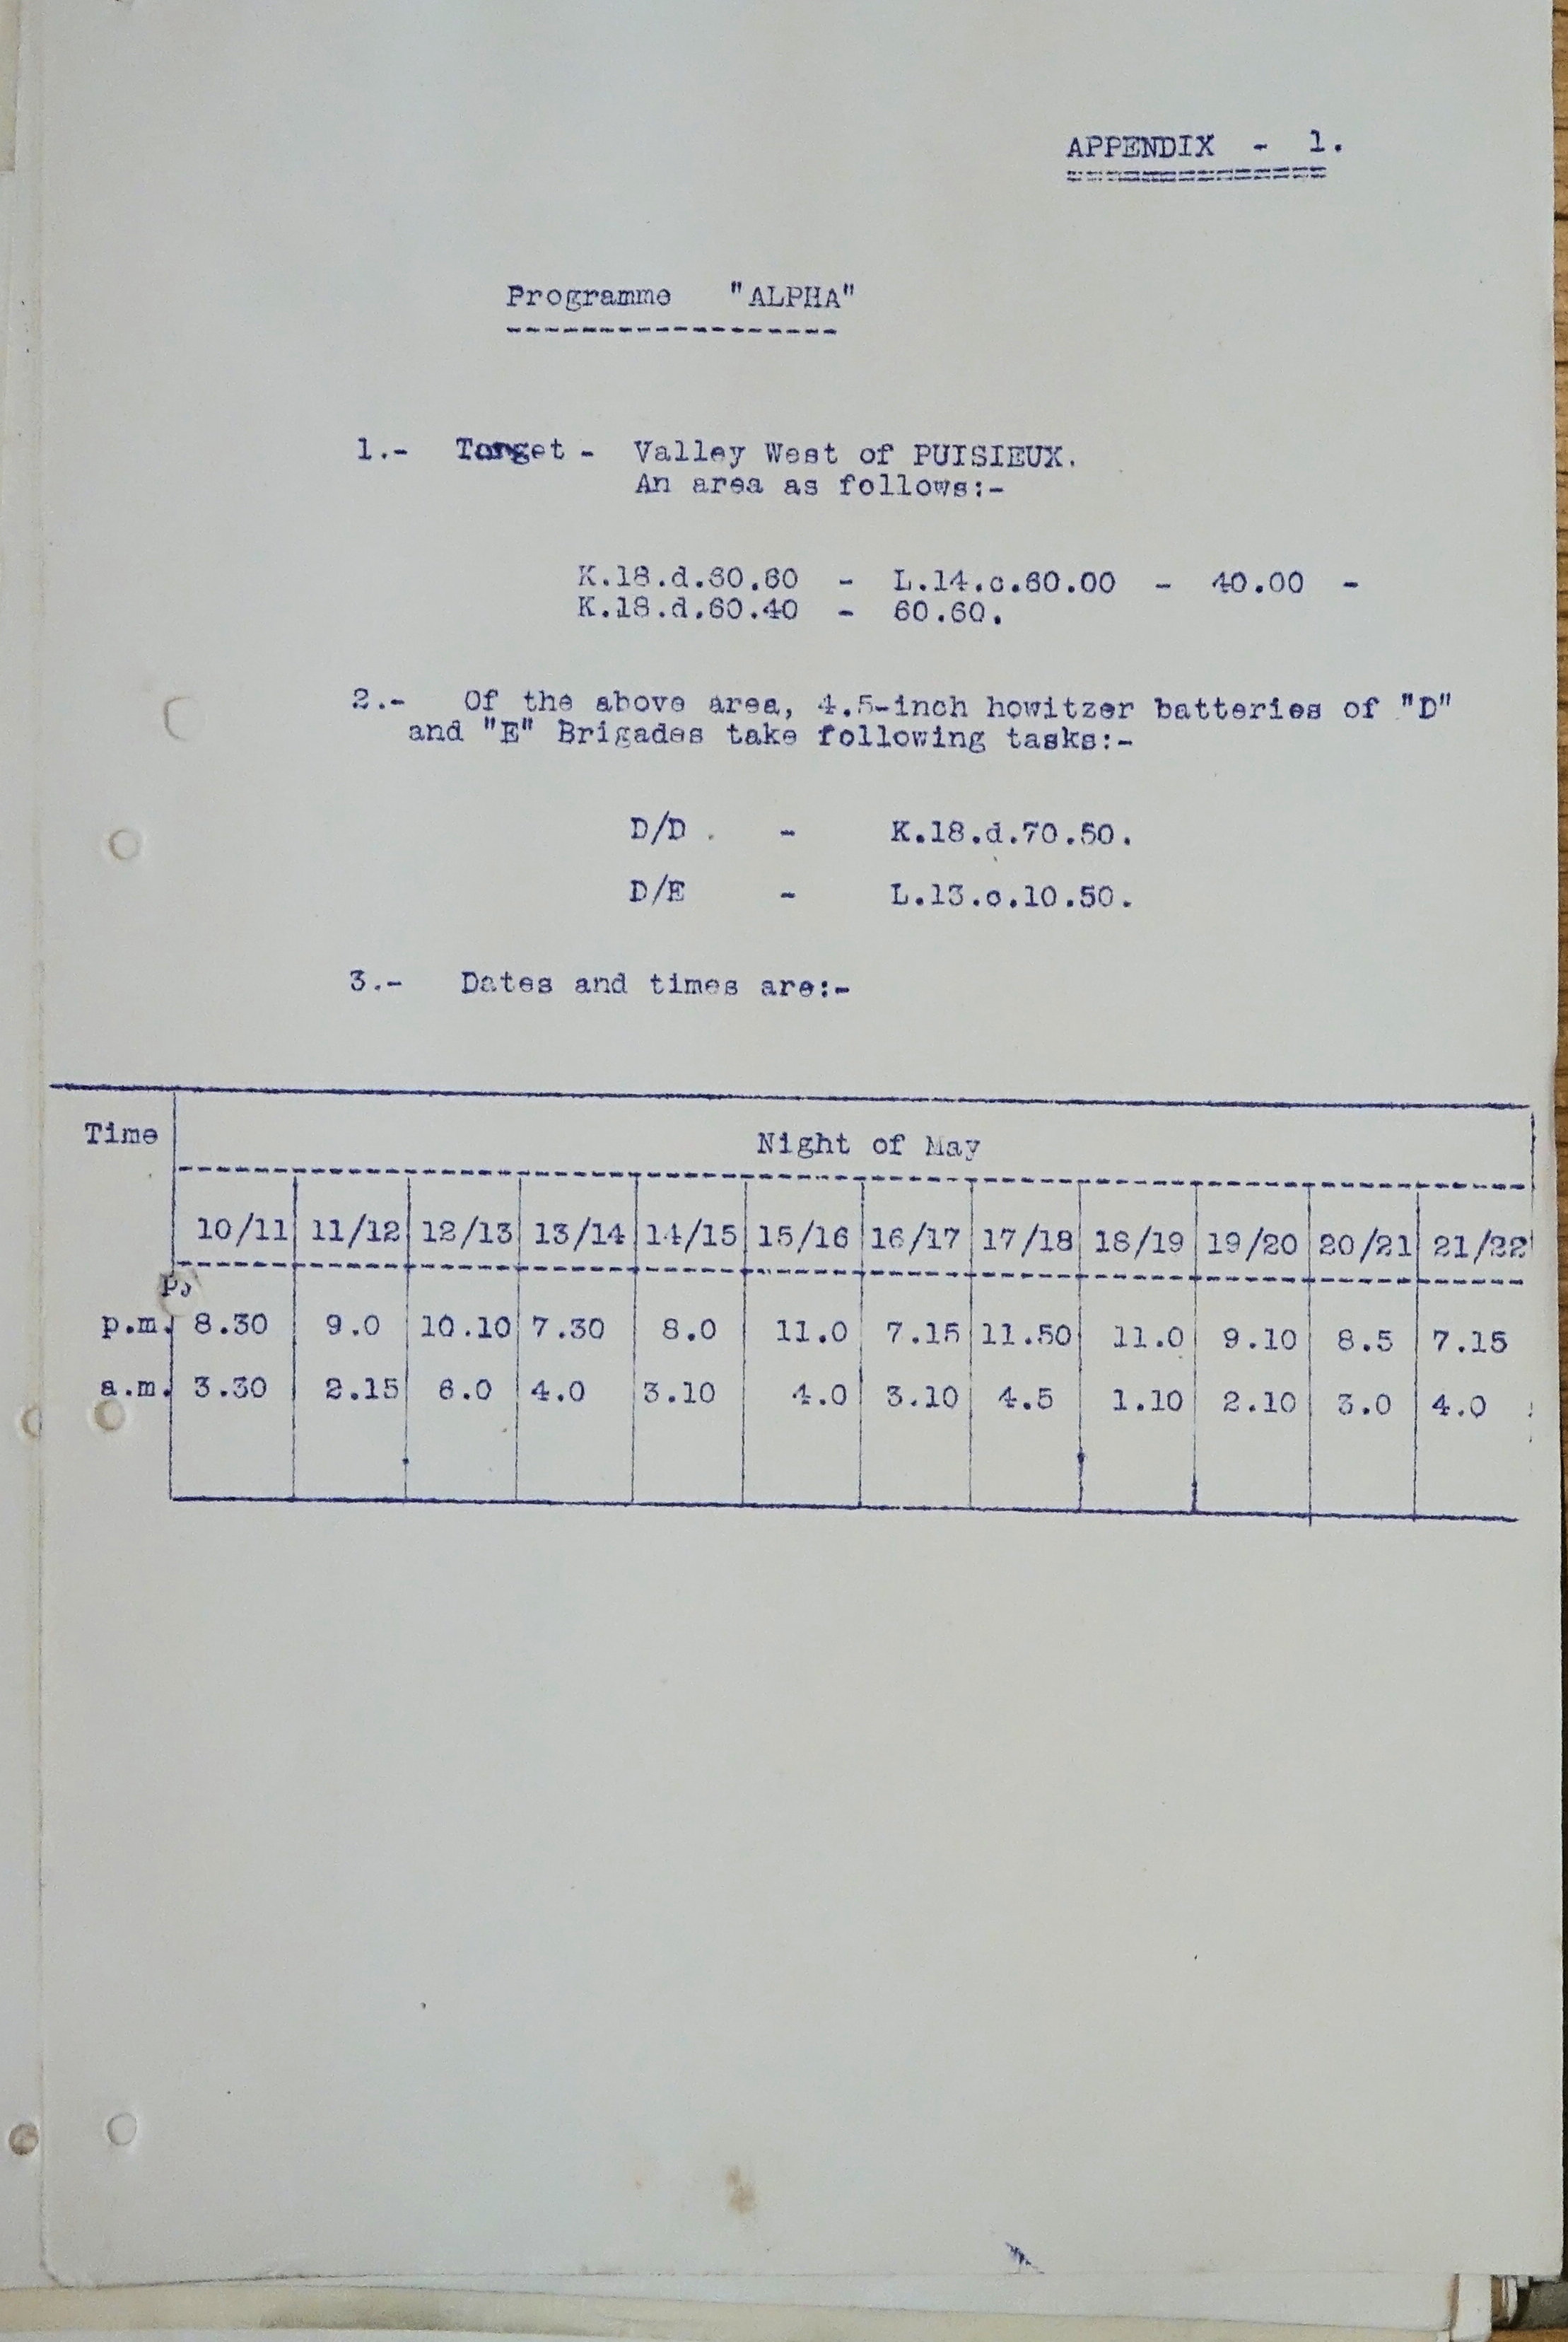 APPENDIX - 1.
Programme "ALPHA"
1.- Target - Valley West of PUISIEUX.
An area as follows:-
K.18.d.60.60 - L.14.c.60.00 - 40.00 -
K.18.d.60.40 - 60.60.
2.- Of the above area, 4.5-inch howitzer batteries of "D"
and "E" Brigades take following tasks:-
D/D . - K.18.d.70.50.
D/E - L.13.c.10.50.
3.- Dates and times are:-
Time Night of May
10/11 11/12 12/13 13/14 14/15 15/16 16/17 17/18 18/19 19/20 20/21 21/22
p.m. 8.30 9.0 10.10 7.30 8.0 11.0 7.15 11.50 11.0 9.10 8.5 7.15
a.m. 3.30 2.15 6.0 4.0 3.10 4.0 3.10 4.5 1.10 2.10 3.0 4.0